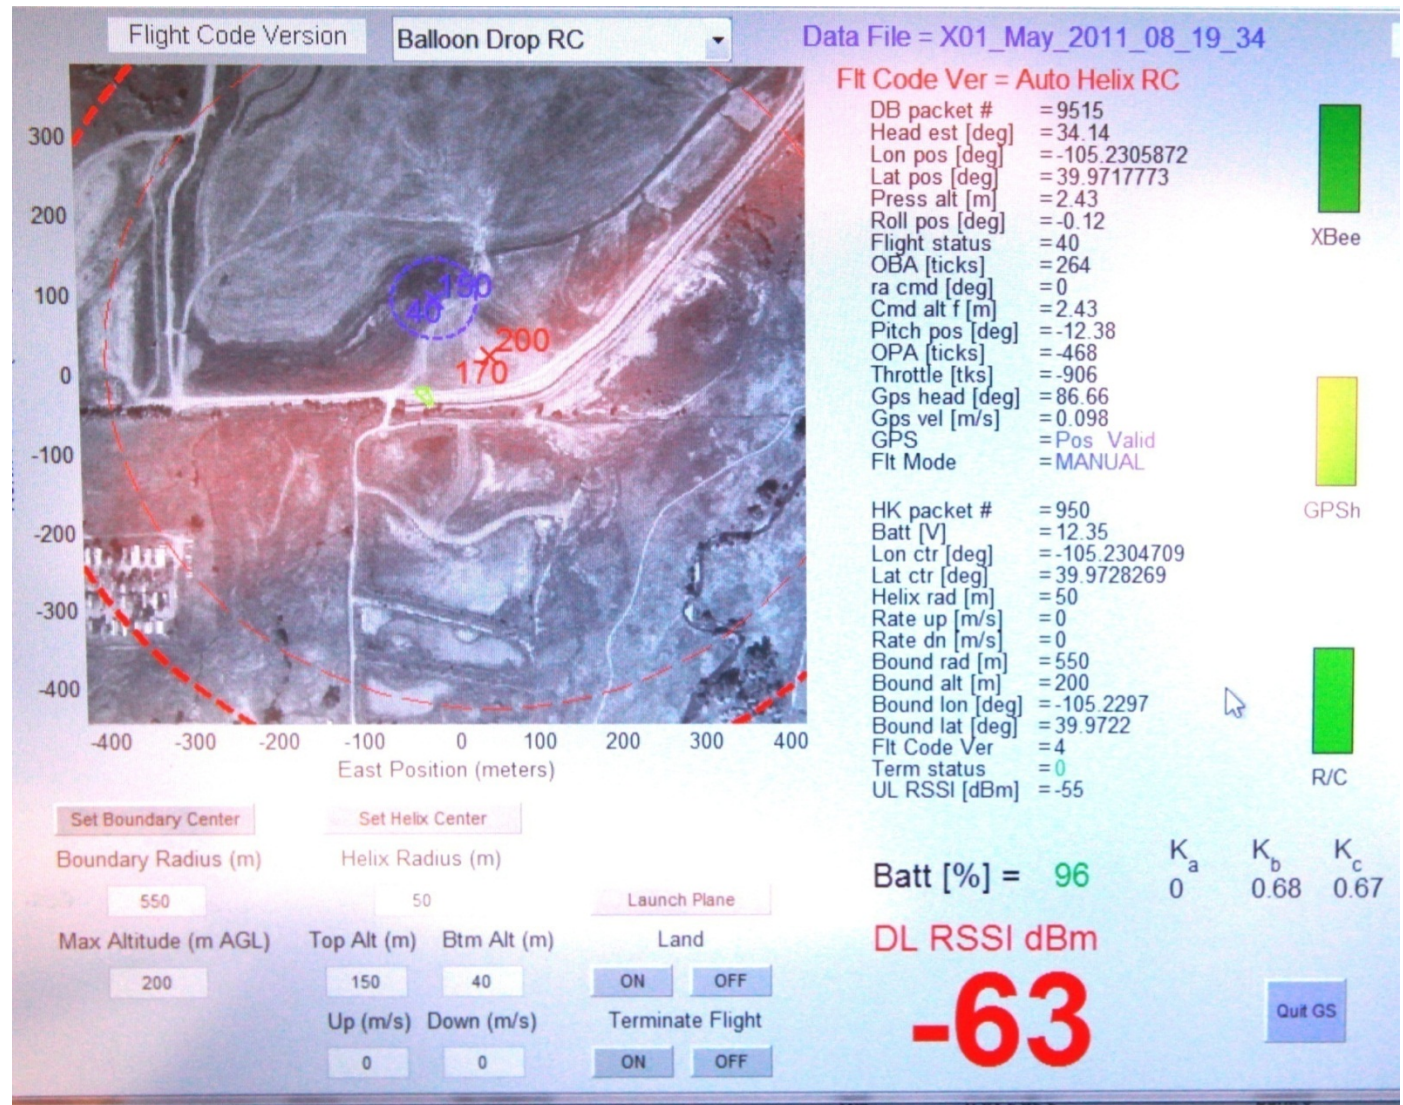 Flight Code Version
Balloon Drop RC
Data File = X01_May_2011_08_19_34
Flt Code Ver = Auto Helix RC
DB packet # =9515
Head est [deg] =34.14
Lon pos [deg] =-105.2305872
Lat pos [deg] =39.9717773
Press alt [m] =2.43
Roll pos [deg] =-0.12
Flight status =40
OBA [ticks] =264
ra cmd [deg] =0
Cmd alt f [m] =2.43
Pitch pos [deg] =-12.38
OPA [ticks] =-468
Throttle [tks] =-906
Gps head [deg] =86.66
Gps vel [m/s] =0.098
GPS =Pos Valid
Flt Mode =MANUAL
HK packet # =950
Batt [V] =12.35
Lon ctr [deg] =-105.2304709
Lat ctr [deg] =39.9728269
Helix rad [m] =50
Rate up [m/s] =0
Rate dn [m/s] =0
Bound rad [m] =550
Bound alt [m] =200
Bound lon [deg] =-105.2297
Bound lat [deg] =39.9722
Flt Code Ver =4
Term status =0
UL RSSI [dBm] =-55
XBee
GPSh
R/C
300
200
100
0
-100
-200
-300
-400
150
40
200
170
-400 -300 -200 -100 0 100 200 300 400
East Position (meters)
Set Boundary Center Set Helix Center
Boundary Radius (m) Helix Radius (m)
550 50 Launch Plane
Max Altitude (m AGL) Top Alt (m) Btm Alt (m) Land
200 150 40 ON OFF
Up (m/s) Down (m/s) Terminate Flight
0 0 ON OFF
Batt [%] = 96
Ka Kb Kc
0 0.68 0.67
DL RSSI dBm
-63
Quit GS